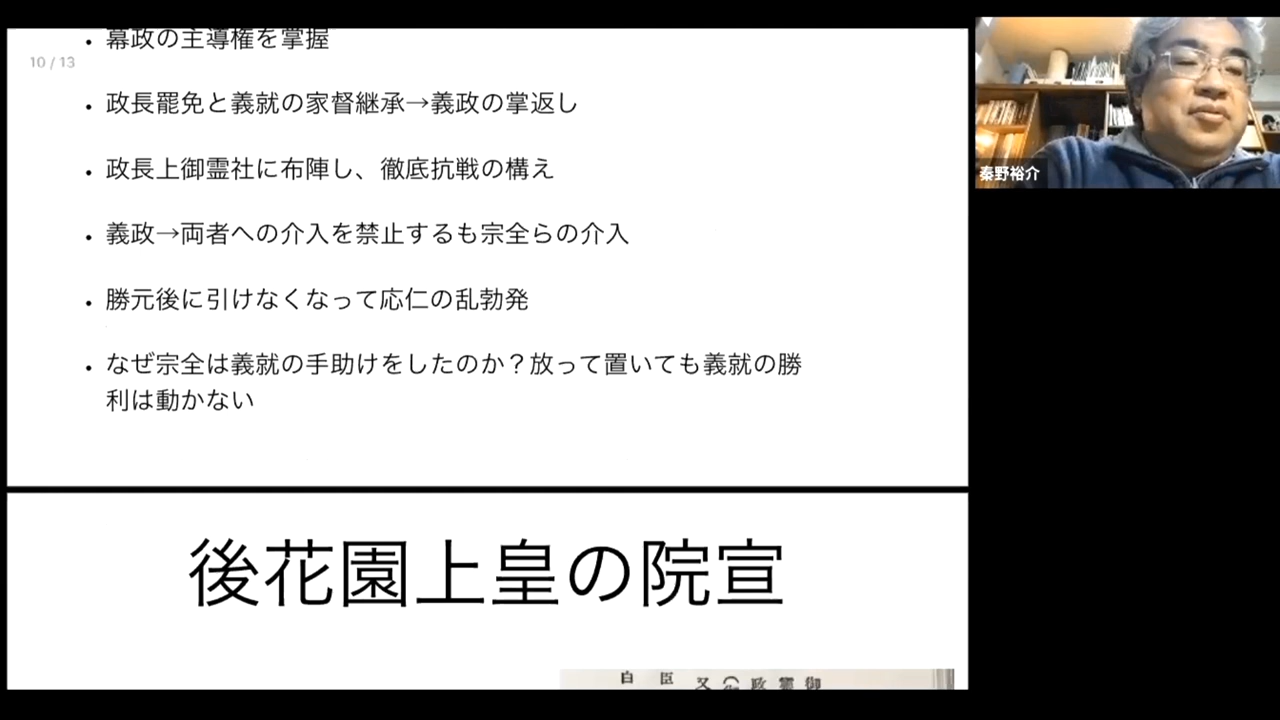 ・幕政の主導権を掌握
10 / 13
・政長罷免と義就の家督継承→義政の掌返し
・政長上御霊社に布陣し、徹底抗戦の構え
・義政→両者への介入を禁止するも宗全らの介入
・勝元後に引けなくなって応仁の乱勃発
・なぜ宗全は義就の手助けをしたのか？放って置いても義就の勝
利は動かない
後花園上皇の院宣
自 臣 又 政 霊 御
秦野裕介